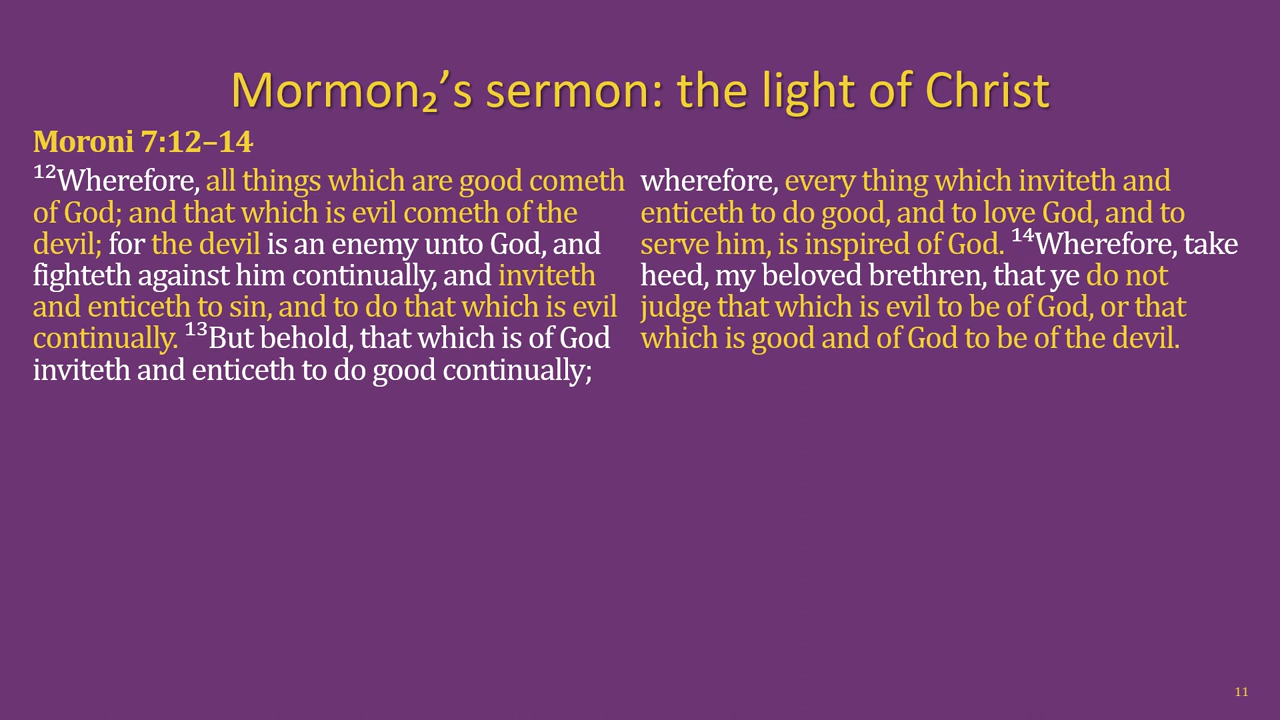 Mormon₂’s sermon: the light of Christ
Moroni 7:12–14
¹²Wherefore, all things which are good cometh
of God; and that which is evil cometh of the
devil; for the devil is an enemy unto God, and
fighteth against him continually, and inviteth
and enticeth to sin, and to do that which is evil
continually. ¹³But behold, that which is of God
inviteth and enticeth to do good continually;
wherefore, every thing which inviteth and
enticeth to do good, and to love God, and to
serve him, is inspired of God. ¹⁴Wherefore, take
heed, my beloved brethren, that ye do not
judge that which is evil to be of God, or that
which is good and of God to be of the devil.
11